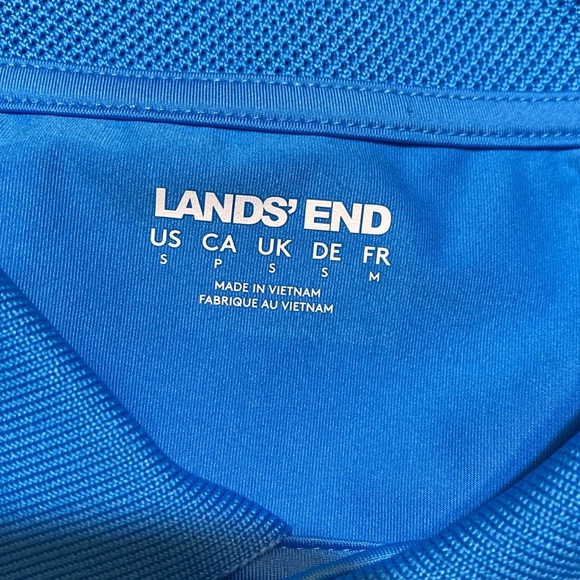 LANDS' END
US CA UK DE FR
S P S S M
MADE IN VIETNAM
FABRIQUE AU VIETNAM